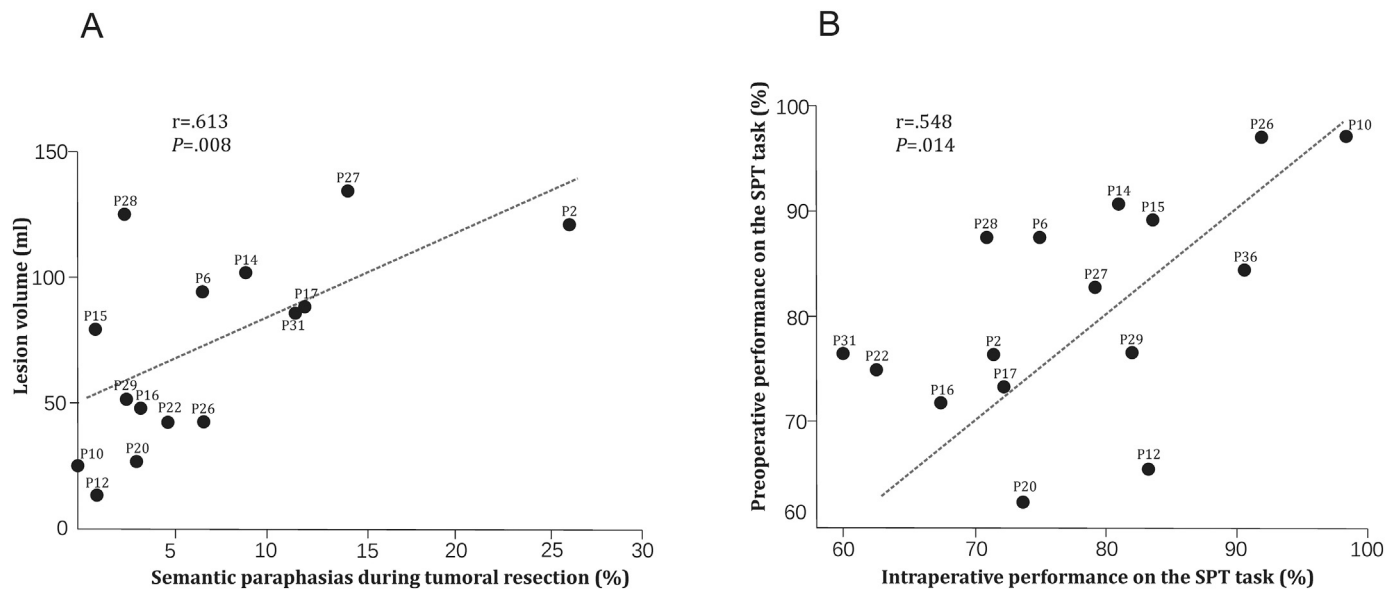 A
r=.613
P=.008
Lesion volume (ml)
150
100
50
0
P27
P28
P2
P14
P6
P17
P31
P15
P29
P16
P22
P26
P10
P20
P12
5 10 15 20 25 30
Semantic paraphasias during tumoral resection (%)
B
r=.548
P=.014
Preoperative performance on the SPT task (%)
100
90
80
70
60
P26
P10
P14
P15
P28
P6
P36
P27
P31
P22
P2
P29
P17
P16
P12
P20
60 70 80 90 100
Intraperative performance on the SPT task (%)